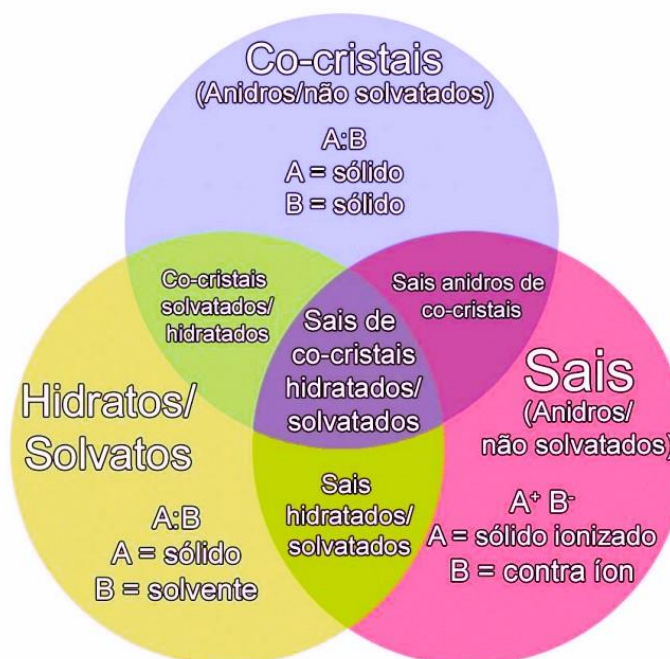 Co-cristais
(Anidros/não solvatados)
A:B
A = sólido
B = sólido
Co-cristais
solvatados/
hidratados
Sais anidros de
co-cristais
Sais de
co-cristais
hidratados/
solvatados
Hidratos/
Solvatos
A:B
A = sólido
B = solvente
Sais
(Anidros/
não solvatados)
A⁺ B⁻
A = sólido ionizado
B = contra íon
Sais
hidratados/
solvatados